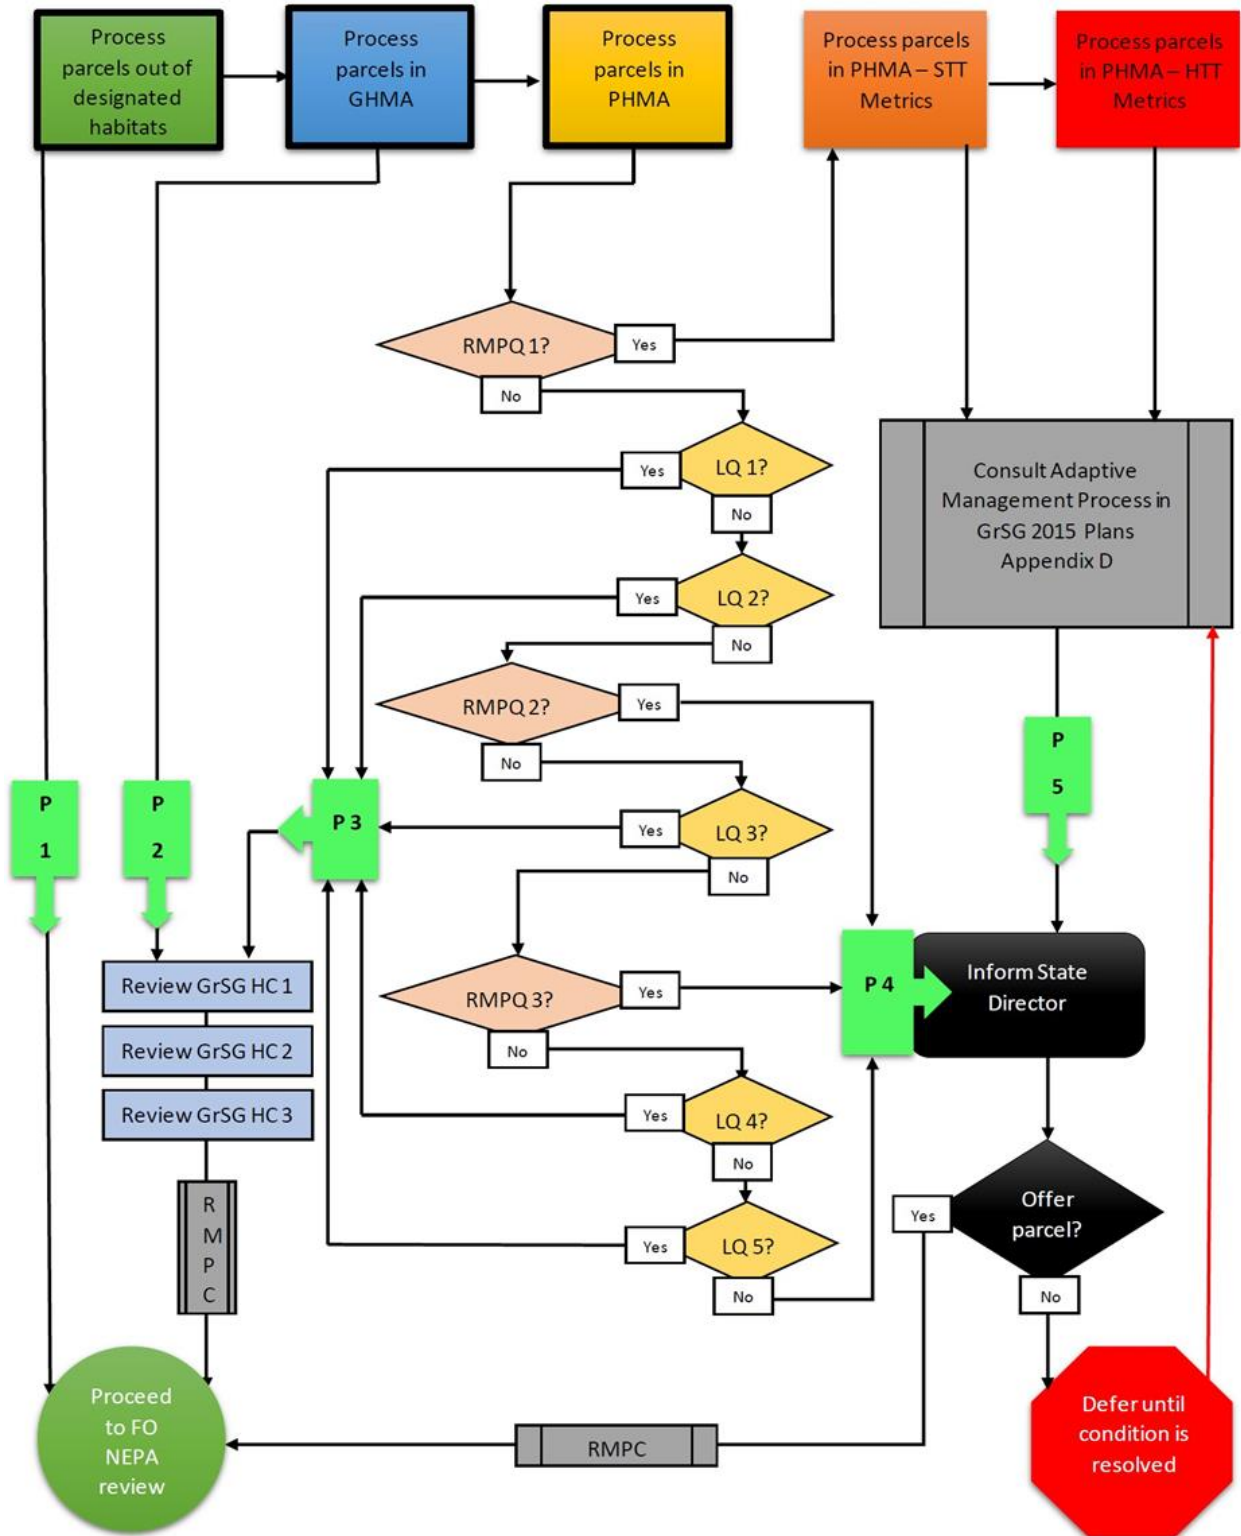 Process
parcels out of
designated
habitats
Process
parcels in
GHMA
Process
parcels in
PHMA
Process parcels
in PHMA – STT
Metrics
Process parcels
in PHMA – HTT
Metrics
RMPQ 1?
Yes
No
LQ 1?
Yes
No
Consult Adaptive
Management Process in
GrSG 2015 Plans
Appendix D
LQ 2?
Yes
No
RMPQ 2?
Yes
No
P
1
P
2
P 3
LQ 3?
Yes
No
P
5
RMPQ 3?
Yes
No
P 4
Inform State
Director
Review GrSG HC 1
Review GrSG HC 2
Review GrSG HC 3
LQ 4?
Yes
No
LQ 5?
Yes
No
R
M
P
C
Offer
parcel?
Yes
No
Proceed
to FO
NEPA
review
RMPC
Defer until
condition is
resolved